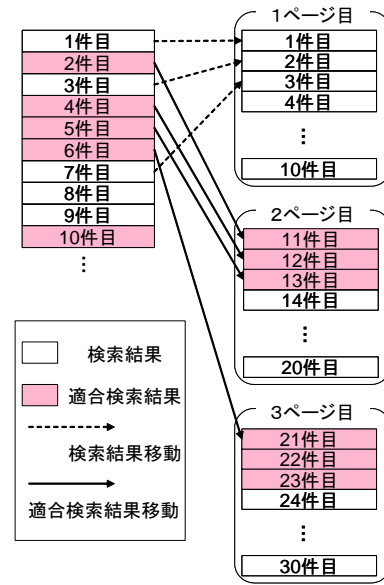 1件目
2件目
3件目
4件目
5件目
6件目
7件目
8件目
9件目
10件目
⋮
1ページ目
1件目
2件目
3件目
4件目
⋮
10件目
2ページ目
11件目
12件目
13件目
14件目
⋮
20件目
3ページ目
21件目
22件目
23件目
24件目
⋮
30件目
検索結果
適合検索結果
検索結果移動
適合検索結果移動